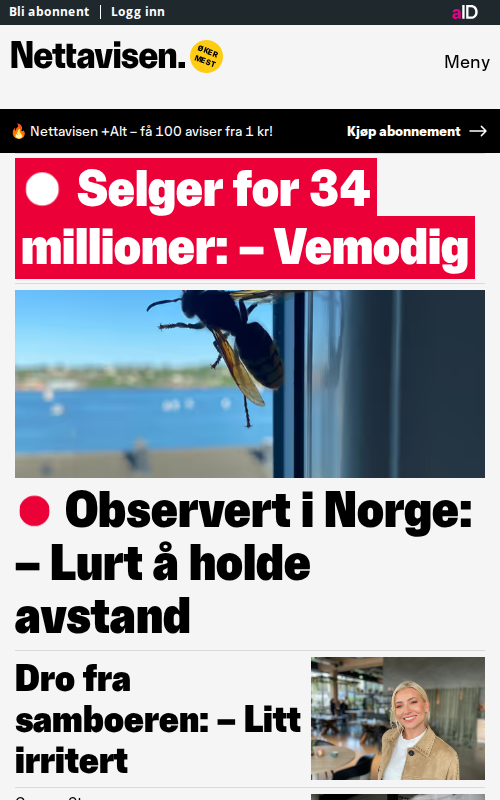 Bli abonnent Logg inn aID
Nettavisen. ØKER
MEST
Meny
🔥 Nettavisen +Alt – få 100 aviser fra 1 kr! Kjøp abonnement →
Selger for 34
millioner: – Vemodig
Observert i Norge:
– Lurt å holde
avstand
Dro fra
samboeren: – Litt
irritert